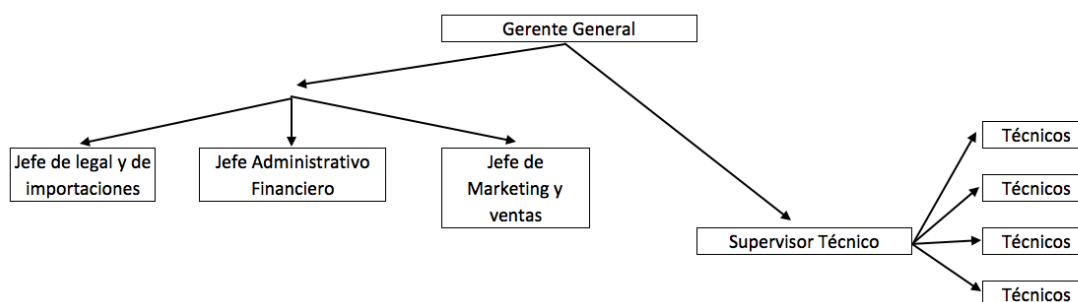 Gerente General
Jefe de legal y de
importaciones
Jefe Administrativo
Financiero
Jefe de
Marketing y
ventas
Supervisor Técnico
Técnicos
Técnicos
Técnicos
Técnicos